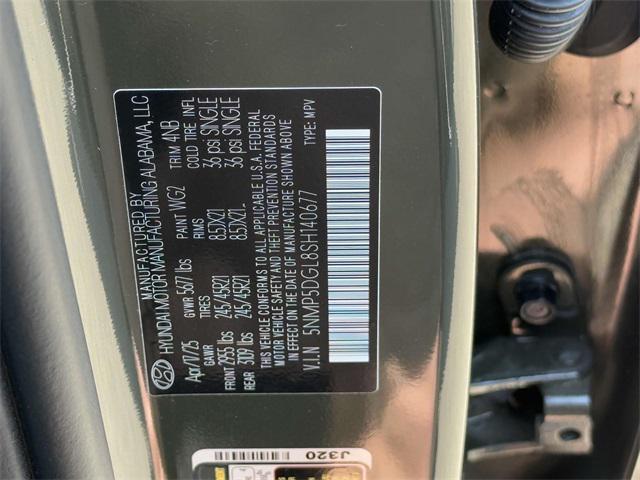 MANUFACTURED BY
HYUNDAI MOTOR MANUFACTURING ALABAMA, LLC
Apr/17/25 GVWR 5677 lbs PAINT WG2 TRIM NNB
GAWR TIRES RIMS COLD TIRE INFL
FRONT 2955 lbs 245/45R21 8.5JX21 36 psi SINGLE
REAR 3109 lbs 245/45R21 8.5JX21 36 psi SINGLE
THIS VEHICLE CONFORMS TO ALL APPLICABLE U.S.A. FEDERAL
MOTOR VEHICLE SAFETY AND THEFT PREVENTION STANDARDS
IN EFFECT ON THE DATE OF MANUFACTURE SHOWN ABOVE
V.I.N 5NMP5DGL8SH140677 TYPE: MPV
J320